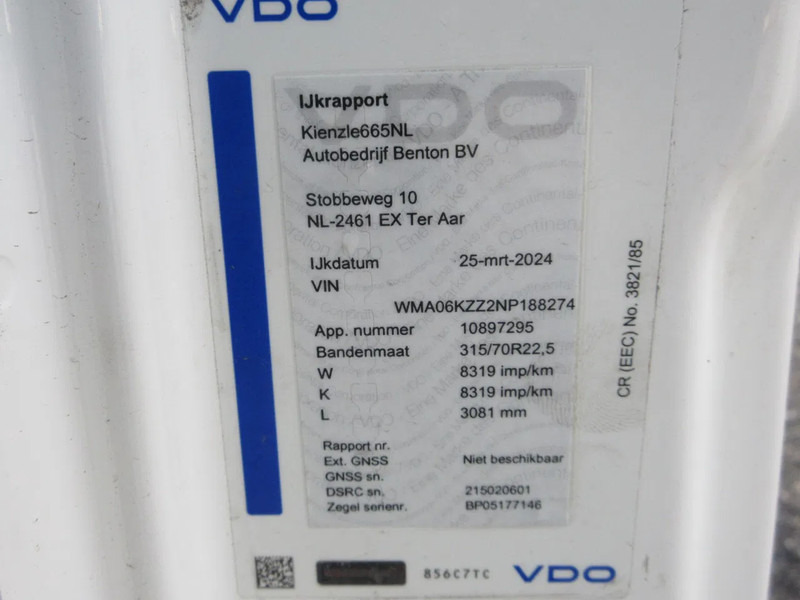 VDO
IJkrapport
Kienzle665NL
Autobedrijf Benton BV
Stobbeweg 10
NL-2461 EX Ter Aar
IJkdatum 25-mrt-2024
VIN
WMA06KZZ2NP188274
App. nummer 10897295
Bandenmaat 315/70R22,5
W 8319 imp/km
K 8319 imp/km
L 3081 mm
Rapport nr.
Ext. GNSS Niet beschikbaar
GNSS sn.
DSRC sn. 215020601
Zegel serienr. BP05177146
CR (EEC) No. 3821/85
856C7TC VDO